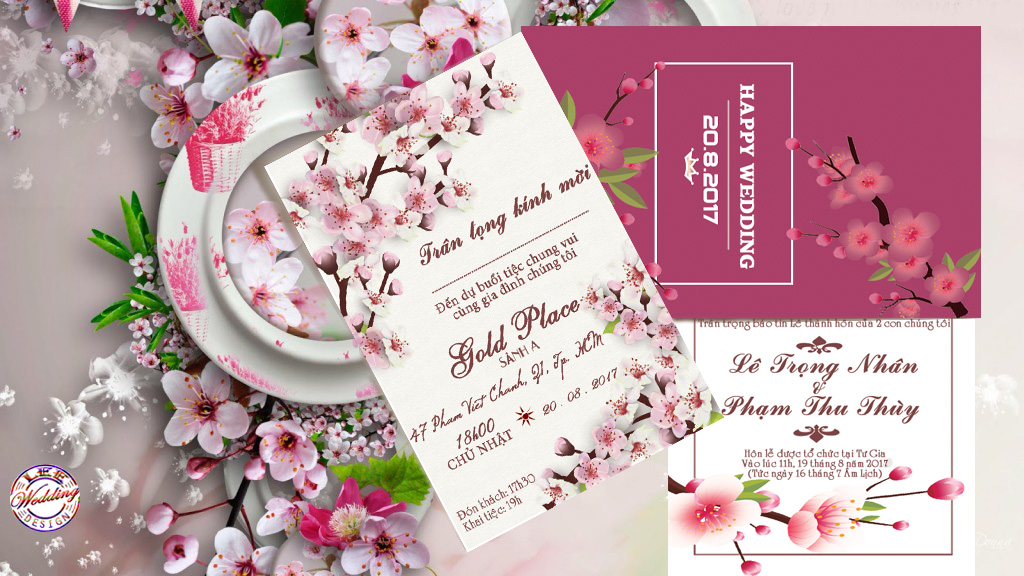 Trân tọng kính mời
Đến dự buổi tiệc chung vui
cùng gia đình chúng tôi
Gold Place
SẢNH A
47 Phạm Viết Chanh, Q1, Tp. HCM
18h00
CHỦ NHẬT
20 . 08 . 2017
Đón khách: 17h30
Khai tiệc: 19h
HAPPY WEDDING
20.8.2017
Trân trọng báo tin Lễ thành hôn của 2 con chúng tôi
Lê Trọng Nhân
&
Phạm Thu Thùy
Hôn lễ được tổ chức tại Tư Gia
Vào lúc 11h, 19 tháng 8 năm 2017
(Tức ngày 16 tháng 7 Âm Lịch)
Wedding
DESIGN